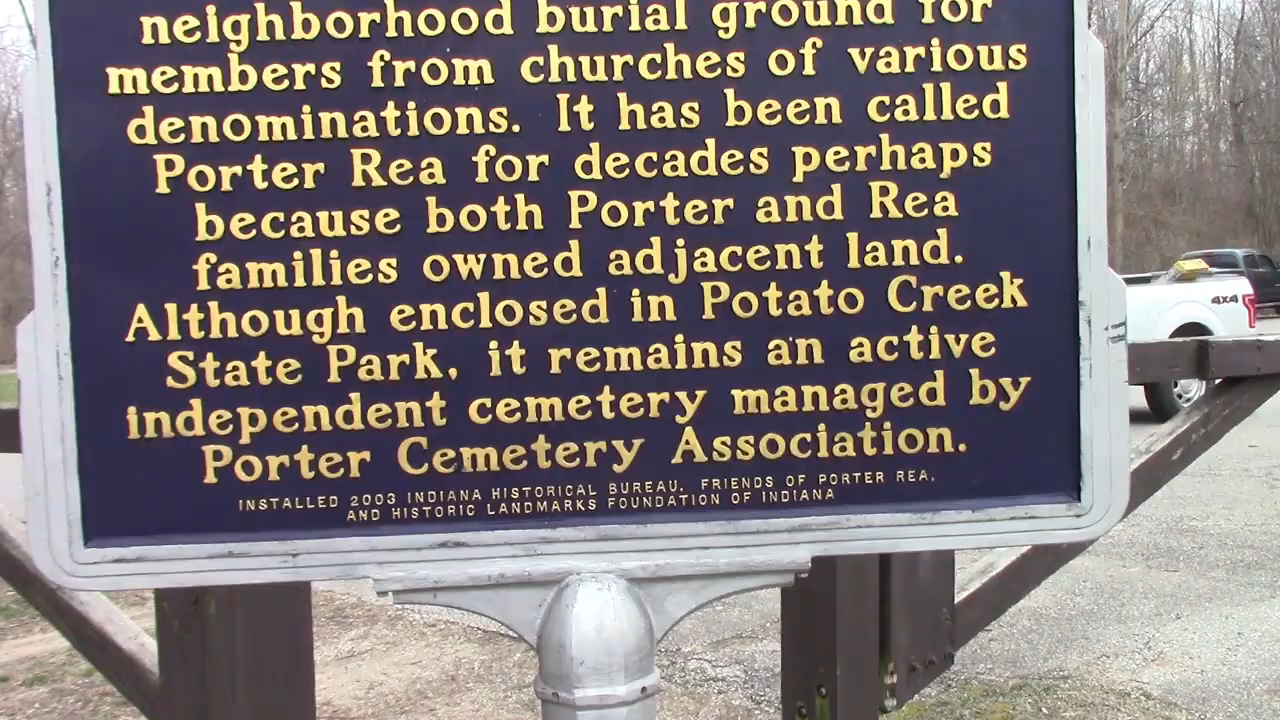 neighborhood burial ground for
members from churches of various
denominations. It has been called
Porter Rea for decades perhaps
because both Porter and Rea
families owned adjacent land.
Although enclosed in Potato Creek
State Park, it remains an active
independent cemetery managed by
Porter Cemetery Association.
INSTALLED 2003 INDIANA HISTORICAL BUREAU, FRIENDS OF PORTER REA,
AND HISTORIC LANDMARKS FOUNDATION OF INDIANA
4x4